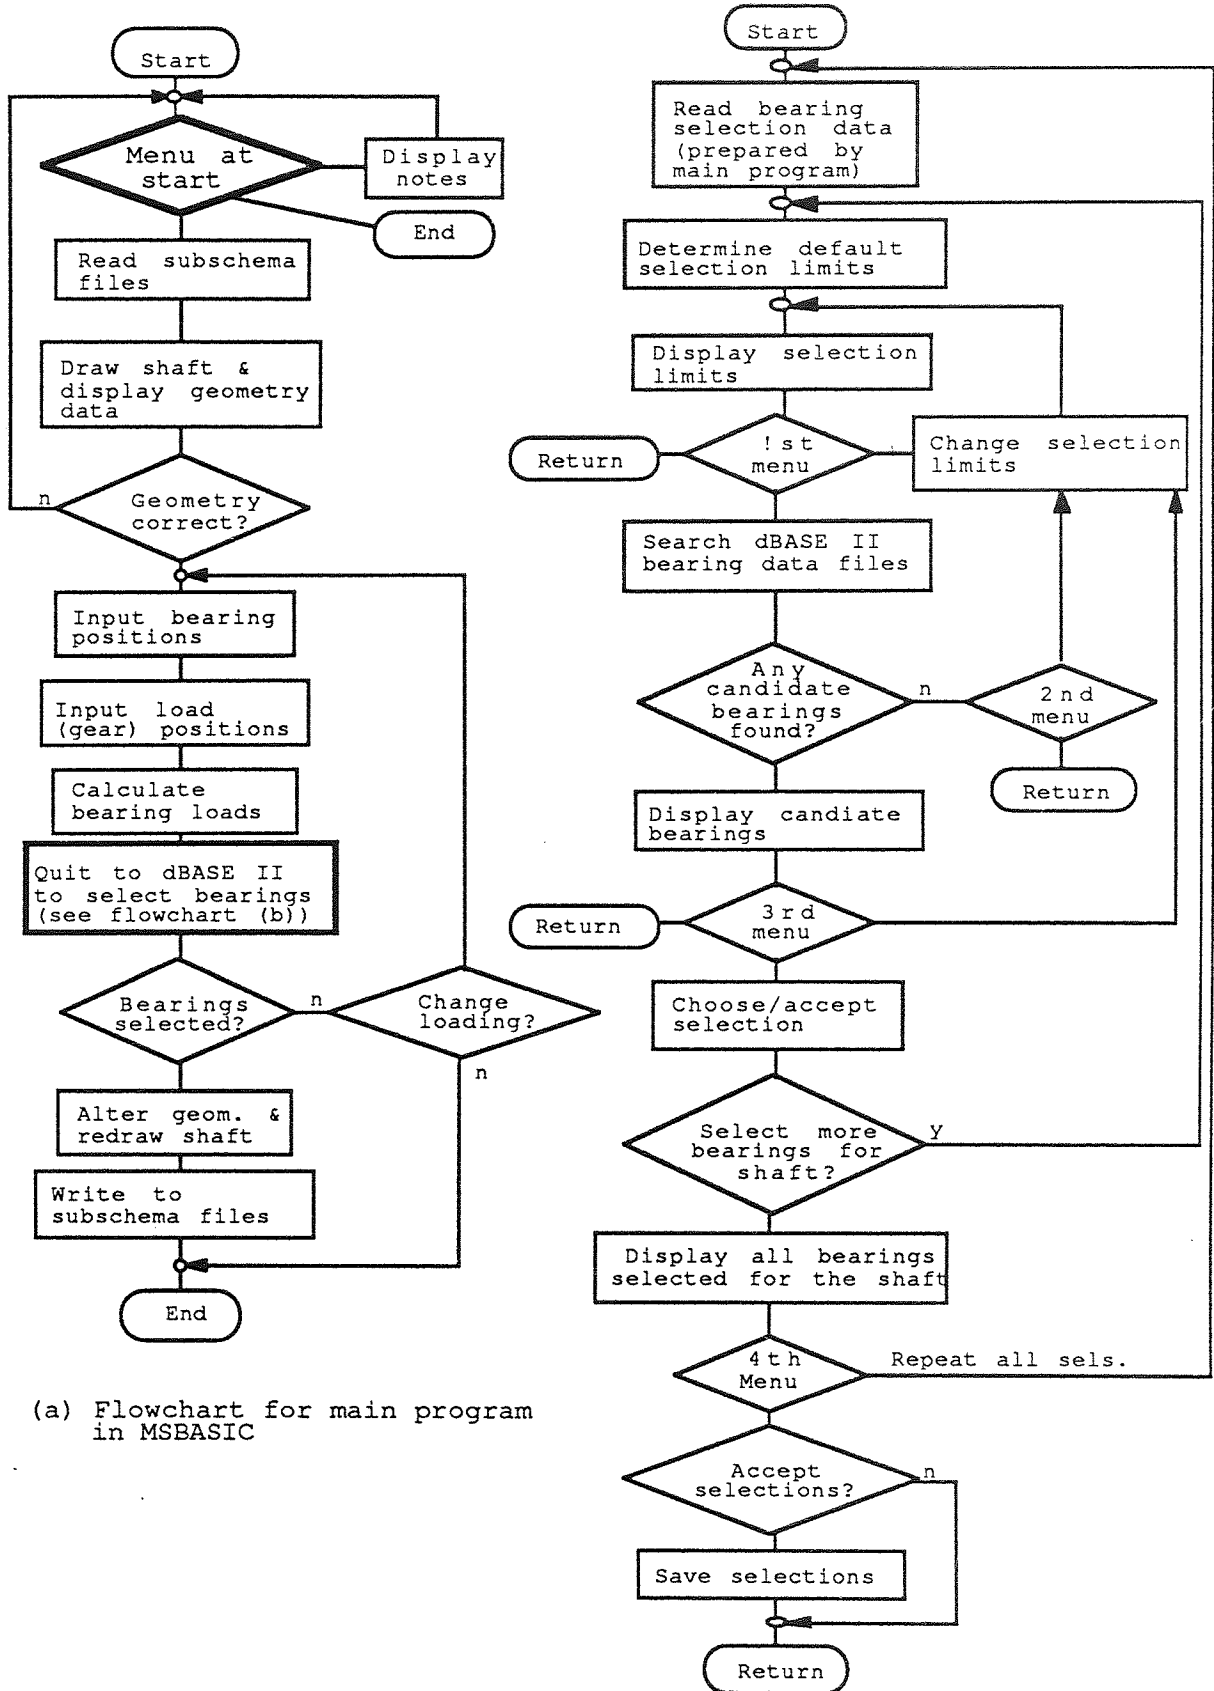 Start
Menu at
start
Display
notes
End
Read subschema
files
Draw shaft &
display geometry
data
n
Geometry
correct?
Input bearing
positions
Input load
(gear) positions
Calculate
bearing loads
Quit to dBASE II
to select bearings
(see flowchart (b))
Bearings
selected?
n
Change
loading?
n
Alter geom. &
redraw shaft
Write to
subschema files
End
(a) Flowchart for main program
in MSBASIC
Start
Read bearing
selection data
(prepared by
main program)
Determine default
selection limits
Display selection
limits
Return
!st
menu
Change selection
limits
Search dBASE II
bearing data files
Any
candidate
bearings
found?
n
2nd
menu
Return
Display candiate
bearings
Return
3rd
menu
Choose/accept
selection
Select more
bearings for
shaft?
y
Display all bearings
selected for the shaft
4th
Menu
Repeat all sels.
Accept
selections?
n
Save selections
Return